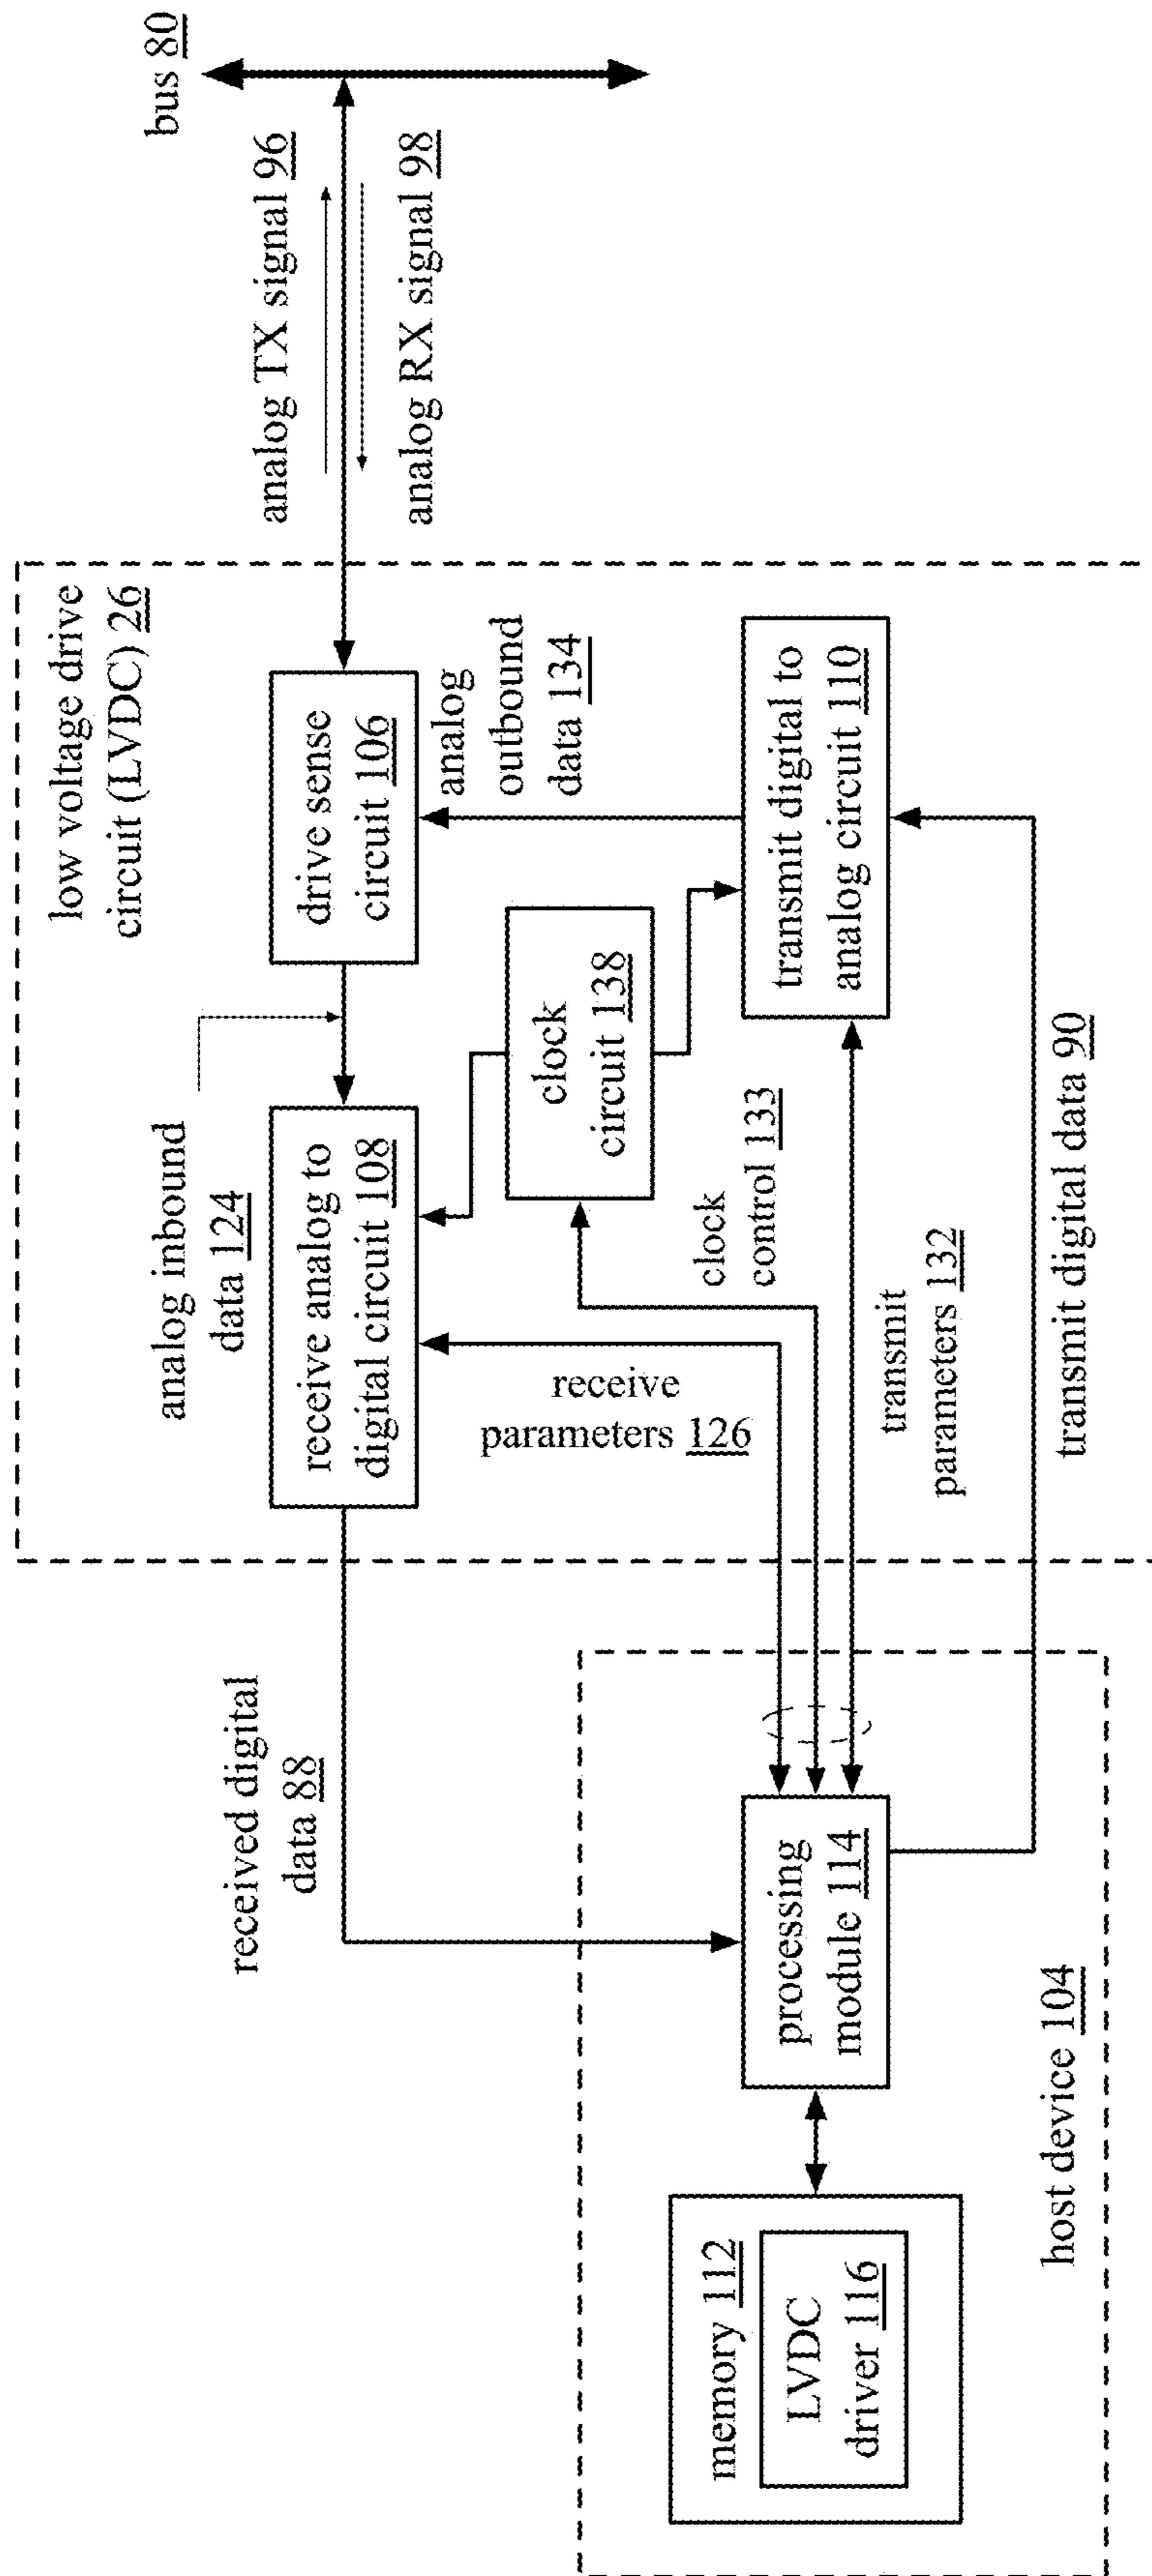 low voltage drive
circuit (LVDC) 26
bus 80
analog TX signal 96
analog RX signal 98
received digital
data 88
analog inbound
data 124
receive analog to
digital circuit 108
drive sense
circuit 106
analog
outbound
data 134
clock
circuit 138
receive
parameters 126
clock
control 133
transmit digital to
analog circuit 110
transmit
parameters 132
transmit digital data 90
memory 112
LVDC
driver 116
processing
module 114
host device 104